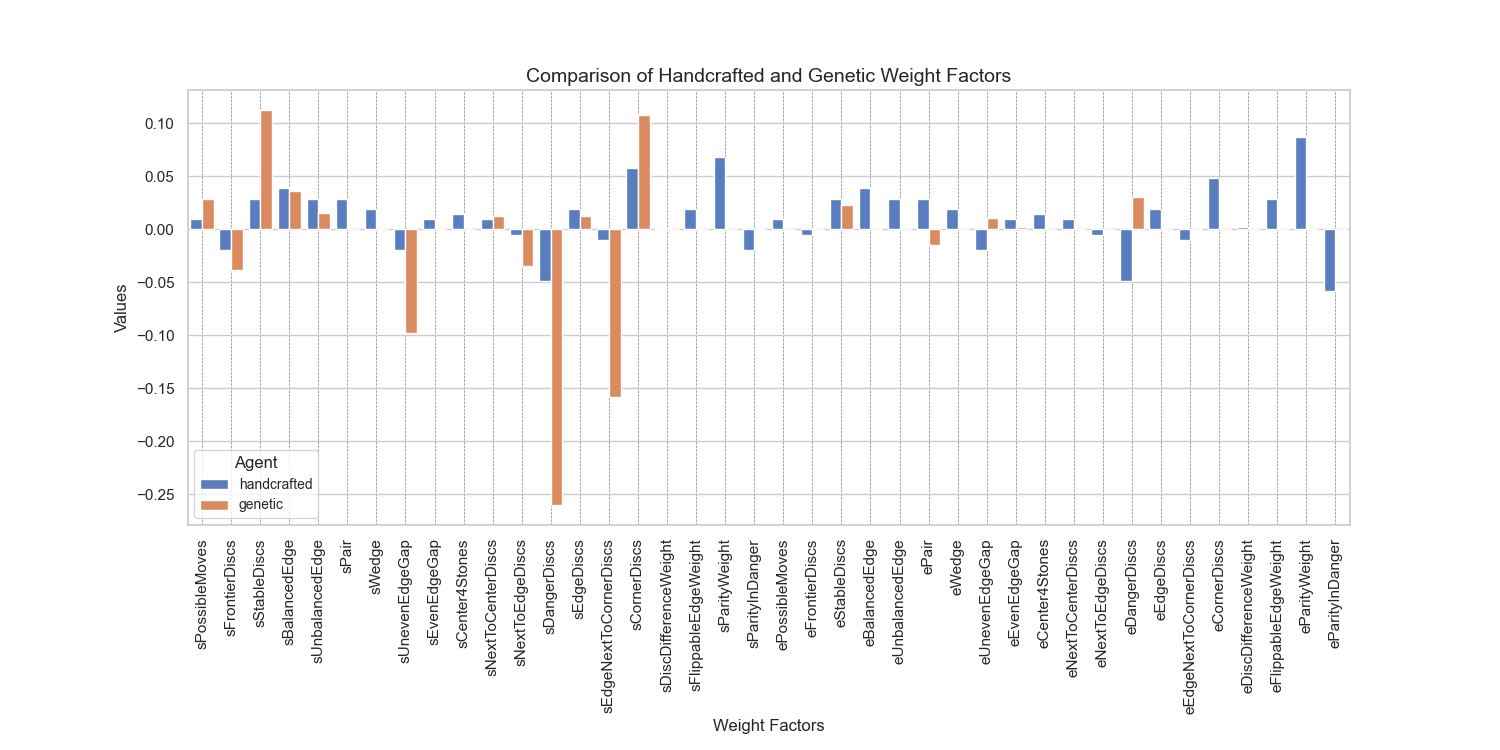 Comparison of Handcrafted and Genetic Weight Factors
Values
0.10
0.05
0.00
−0.05
−0.10
−0.15
−0.20
−0.25
Agent
handcrafted
genetic
sPossibleMoves
sFrontierDiscs
sStableDiscs
sBalancedEdge
sUnbalancedEdge
sPair
sWedge
sUnevenEdgeGap
sEvenEdgeGap
sCenter4Stones
sNextToCenterDiscs
sNextToEdgeDiscs
sDangerDiscs
sEdgeDiscs
sEdgeNextToCornerDiscs
sCornerDiscs
sDiscDifferenceWeight
sFlippableEdgeWeight
sParityWeight
sParityInDanger
ePossibleMoves
eFrontierDiscs
eStableDiscs
eBalancedEdge
eUnbalancedEdge
ePair
eWedge
eUnevenEdgeGap
eEvenEdgeGap
eCenter4Stones
eNextToCenterDiscs
eNextToEdgeDiscs
eDangerDiscs
eEdgeDiscs
eEdgeNextToCornerDiscs
eCornerDiscs
eDiscDifferenceWeight
eFlippableEdgeWeight
eParityWeight
eParityInDanger
Weight Factors